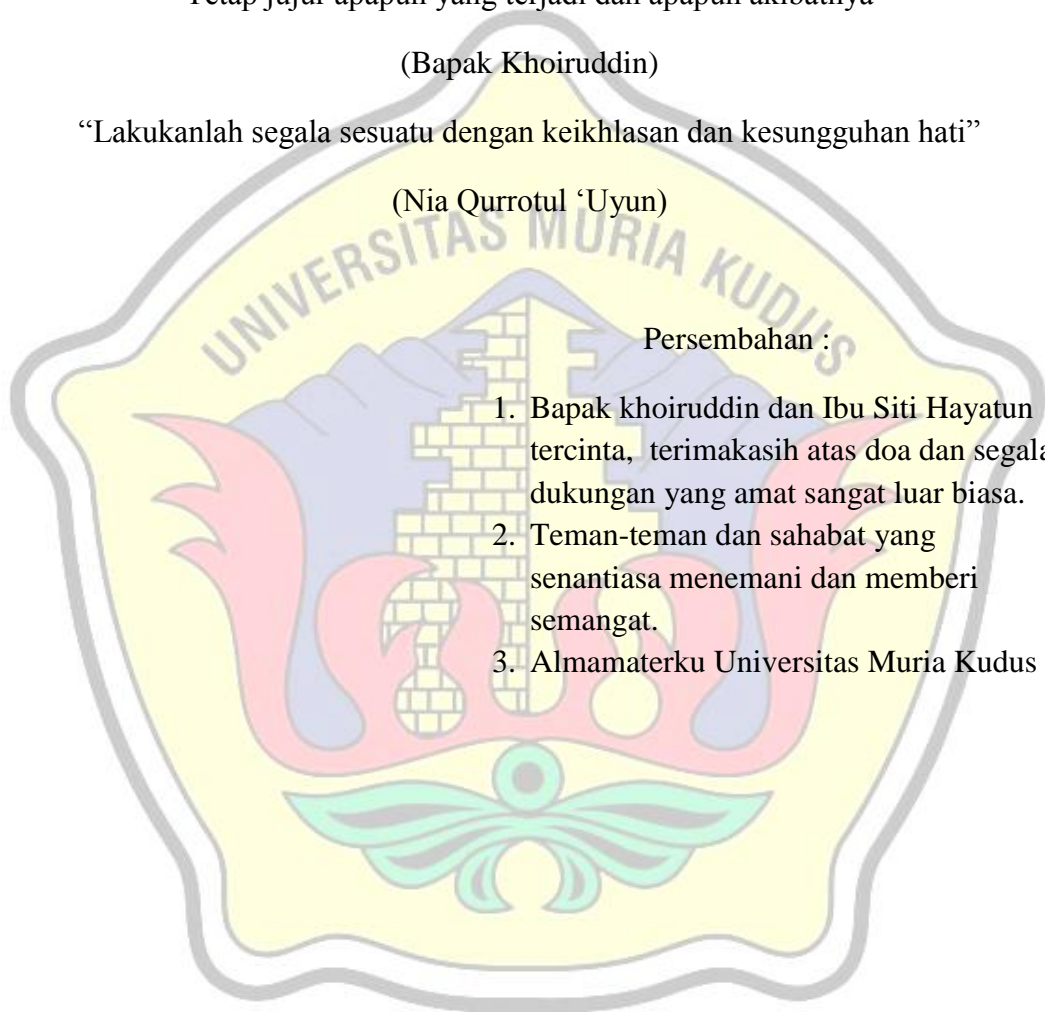 Tetap jujur apapun yang terjadi dan apapun akibatnya
(Bapak Khoiruddin)
“Lakukanlah segala sesuatu dengan keikhlasan dan kesungguhan hati”
(Nia Qurrotul ‘Uyun)
UNIVERSITAS MURIA KUDUS
Persembahan :
1. Bapak khoiruddin dan Ibu Siti Hayatun
tercinta, terimakasih atas doa dan segala
dukungan yang amat sangat luar biasa.
2. Teman-teman dan sahabat yang
senantiasa menemani dan memberi
semangat.
3. Almamaterku Universitas Muria Kudus